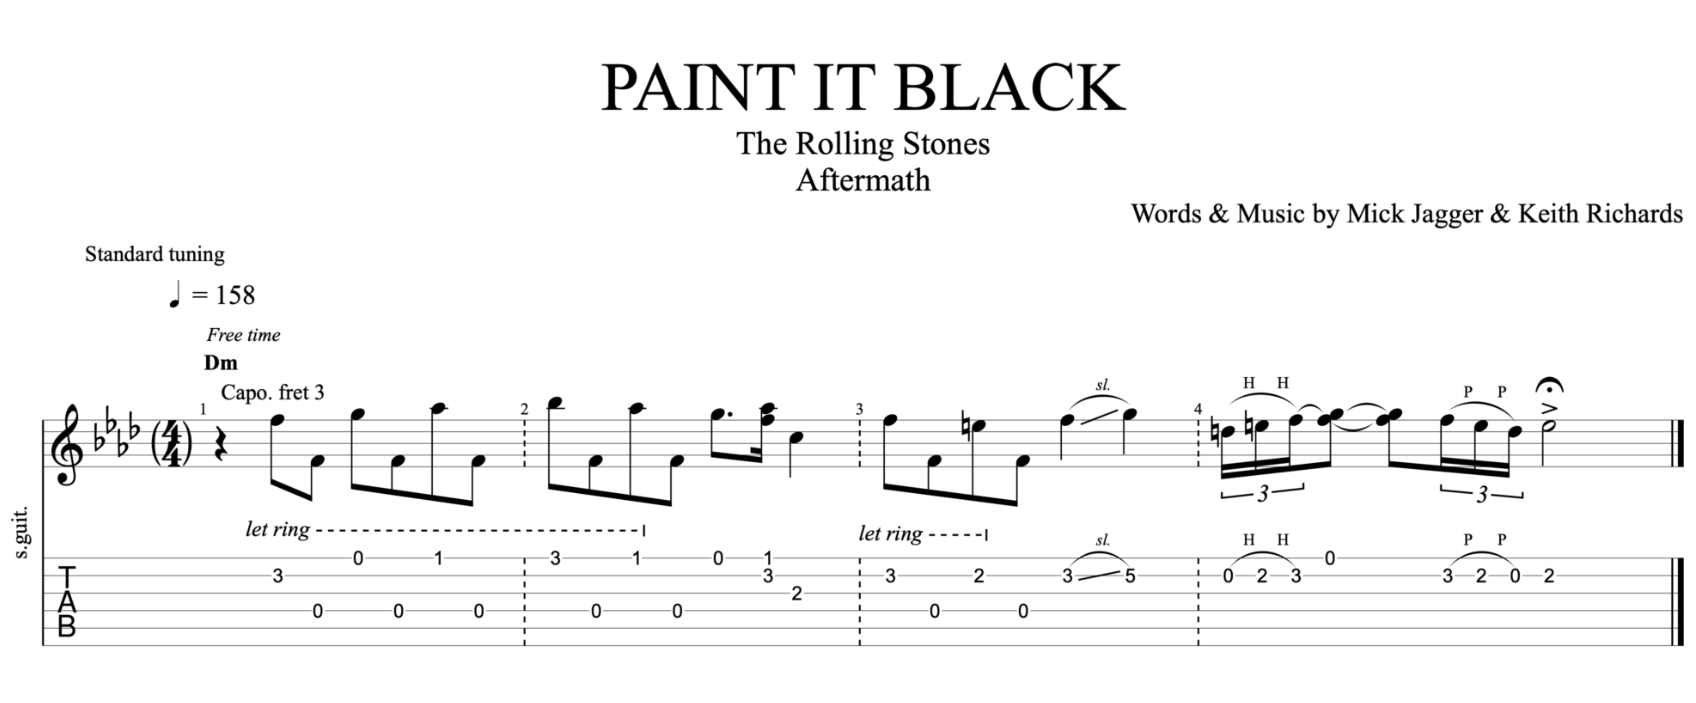 PAINT IT BLACK
The Rolling Stones
Aftermath
Words & Music by Mick Jagger & Keith Richards
Standard tuning
= 158
Free time
Dm
Capo. fret 3
sl.
H H
P P
1 2 3 4
4
4
3 3
let ring
let ring
s.guit.
sl.
H H
P P
0 1 3 1 0 1 0
3 3 3 2 3 5 0 2 3 3 2 0 2
2
0 0 0 0 0 0 0
T
A
B